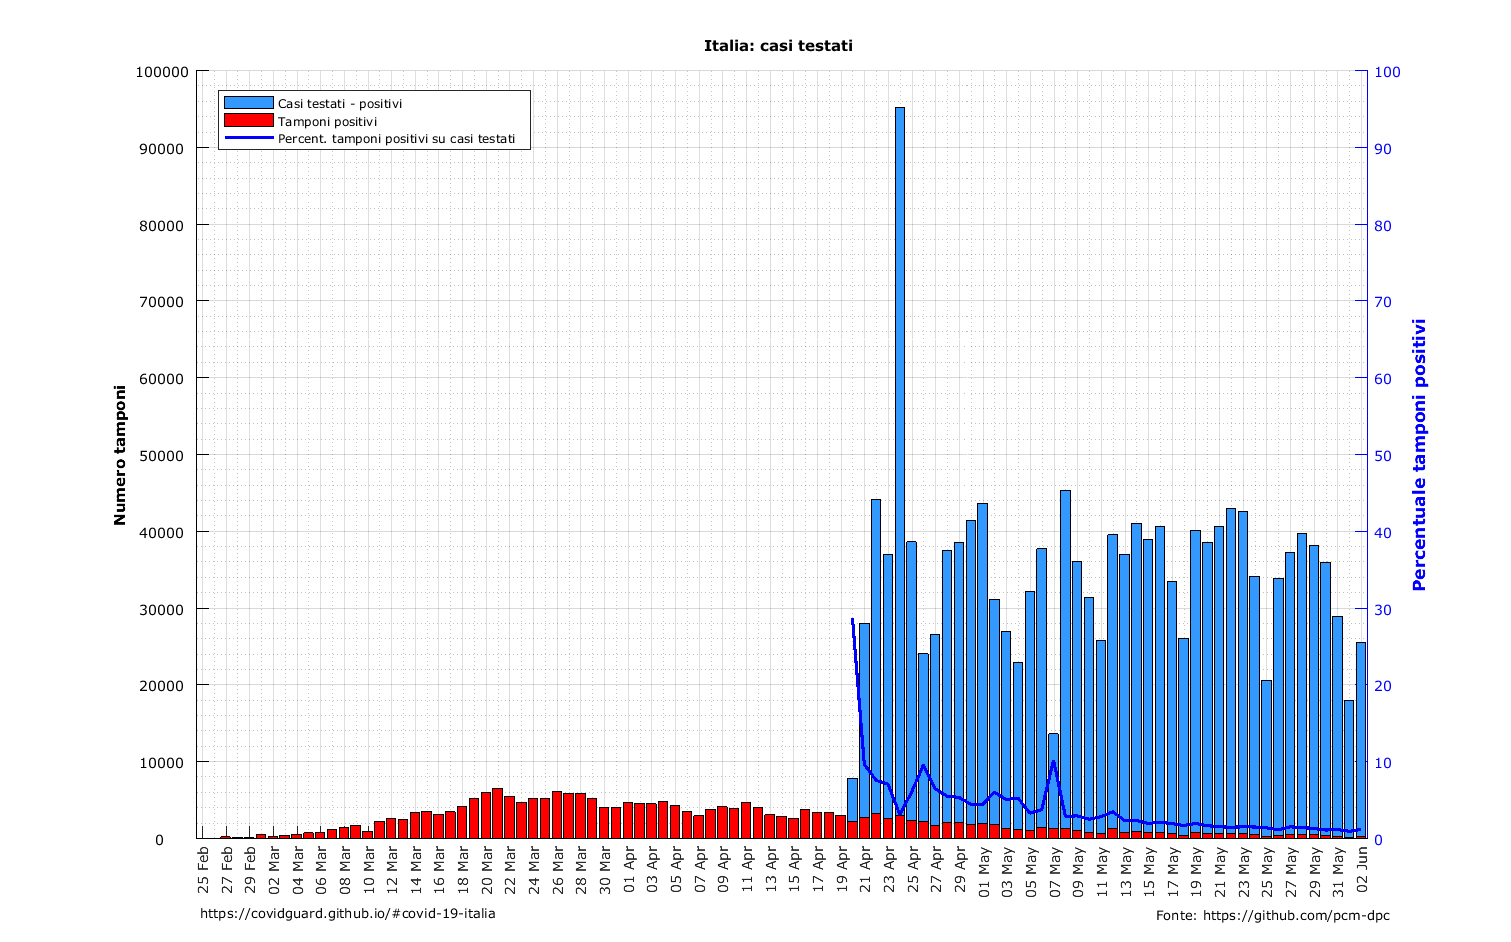 Italia: casi testati
Casi testati - positivi
Tamponi positivi
Percent. tamponi positivi su casi testati
Numero tamponi
100000
90000
80000
70000
60000
50000
40000
30000
20000
10000
0
Percentuale tamponi positivi
100
90
80
70
60
50
40
30
20
10
0
25 Feb
27 Feb
29 Feb
02 Mar
04 Mar
06 Mar
08 Mar
10 Mar
12 Mar
14 Mar
16 Mar
18 Mar
20 Mar
22 Mar
24 Mar
26 Mar
28 Mar
30 Mar
01 Apr
03 Apr
05 Apr
07 Apr
09 Apr
11 Apr
13 Apr
15 Apr
17 Apr
19 Apr
21 Apr
23 Apr
25 Apr
27 Apr
29 Apr
01 May
03 May
05 May
07 May
09 May
11 May
13 May
15 May
17 May
19 May
21 May
23 May
25 May
27 May
29 May
31 May
02 Jun
https://covidguard.github.io/#covid-19-italia
Fonte: https://github.com/pcm-dpc